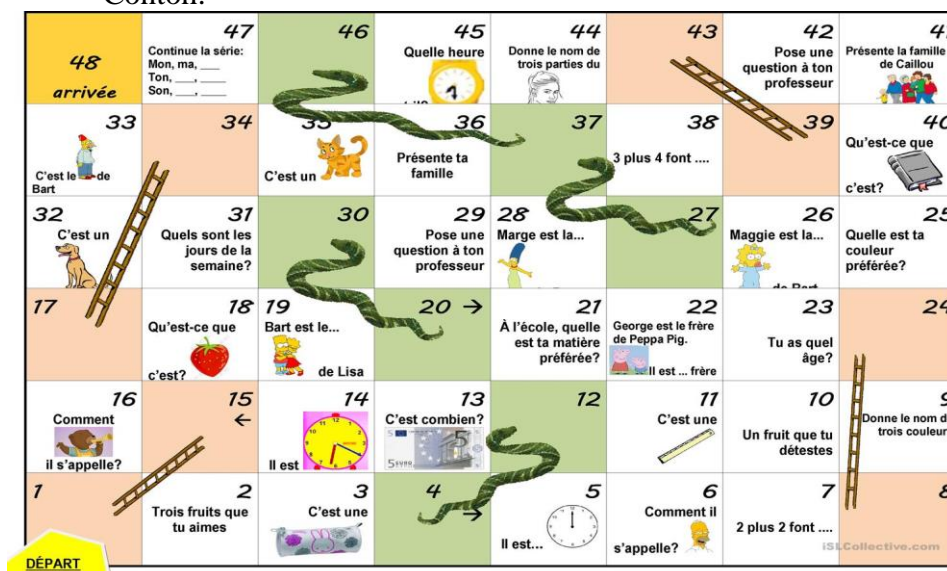 48
arrivée
47
Continue la série:
Mon, ma, ___
Ton, ___, ____
Son, ____, ____
46
45
Quelle heure
44
Donne le nom de
trois parties du
43
42
Pose une
question à ton
professeur
Présente la famille
de Caillou
33
C'est le de
Bart
34
35
C'est un
36
Présente ta
famille
37
38
3 plus 4 font ....
39
40
Qu'est-ce que
c'est?
32
C'est un
31
Quels sont les
jours de la
semaine?
30
29
Pose une
question à ton
professeur
28
Marge est la...
27
26
Maggie est la...
de Bart
25
Quelle est ta
couleur
préférée?
17
18
Qu'est-ce que
c'est?
19
Bart est le...
de Lisa
20 →
21
À l'école, quelle
est ta matière
préférée?
22
George est le frère
de Peppa Pig.
Il est ... frère
23
Tu as quel
âge?
24
16
Comment
il s'appelle?
15
←
14
Il est
13
C'est combien?
5
5 EURO
12
11
C'est une
10
Un fruit que tu
détestes
9
Donne le nom d
trois couleur
1
DÉPART
2
Trois fruits que
tu aimes
3
C'est une
4
→
5
Il est...
6
Comment il
s'appelle?
7
2 plus 2 font ....
8
iSLCollective.com